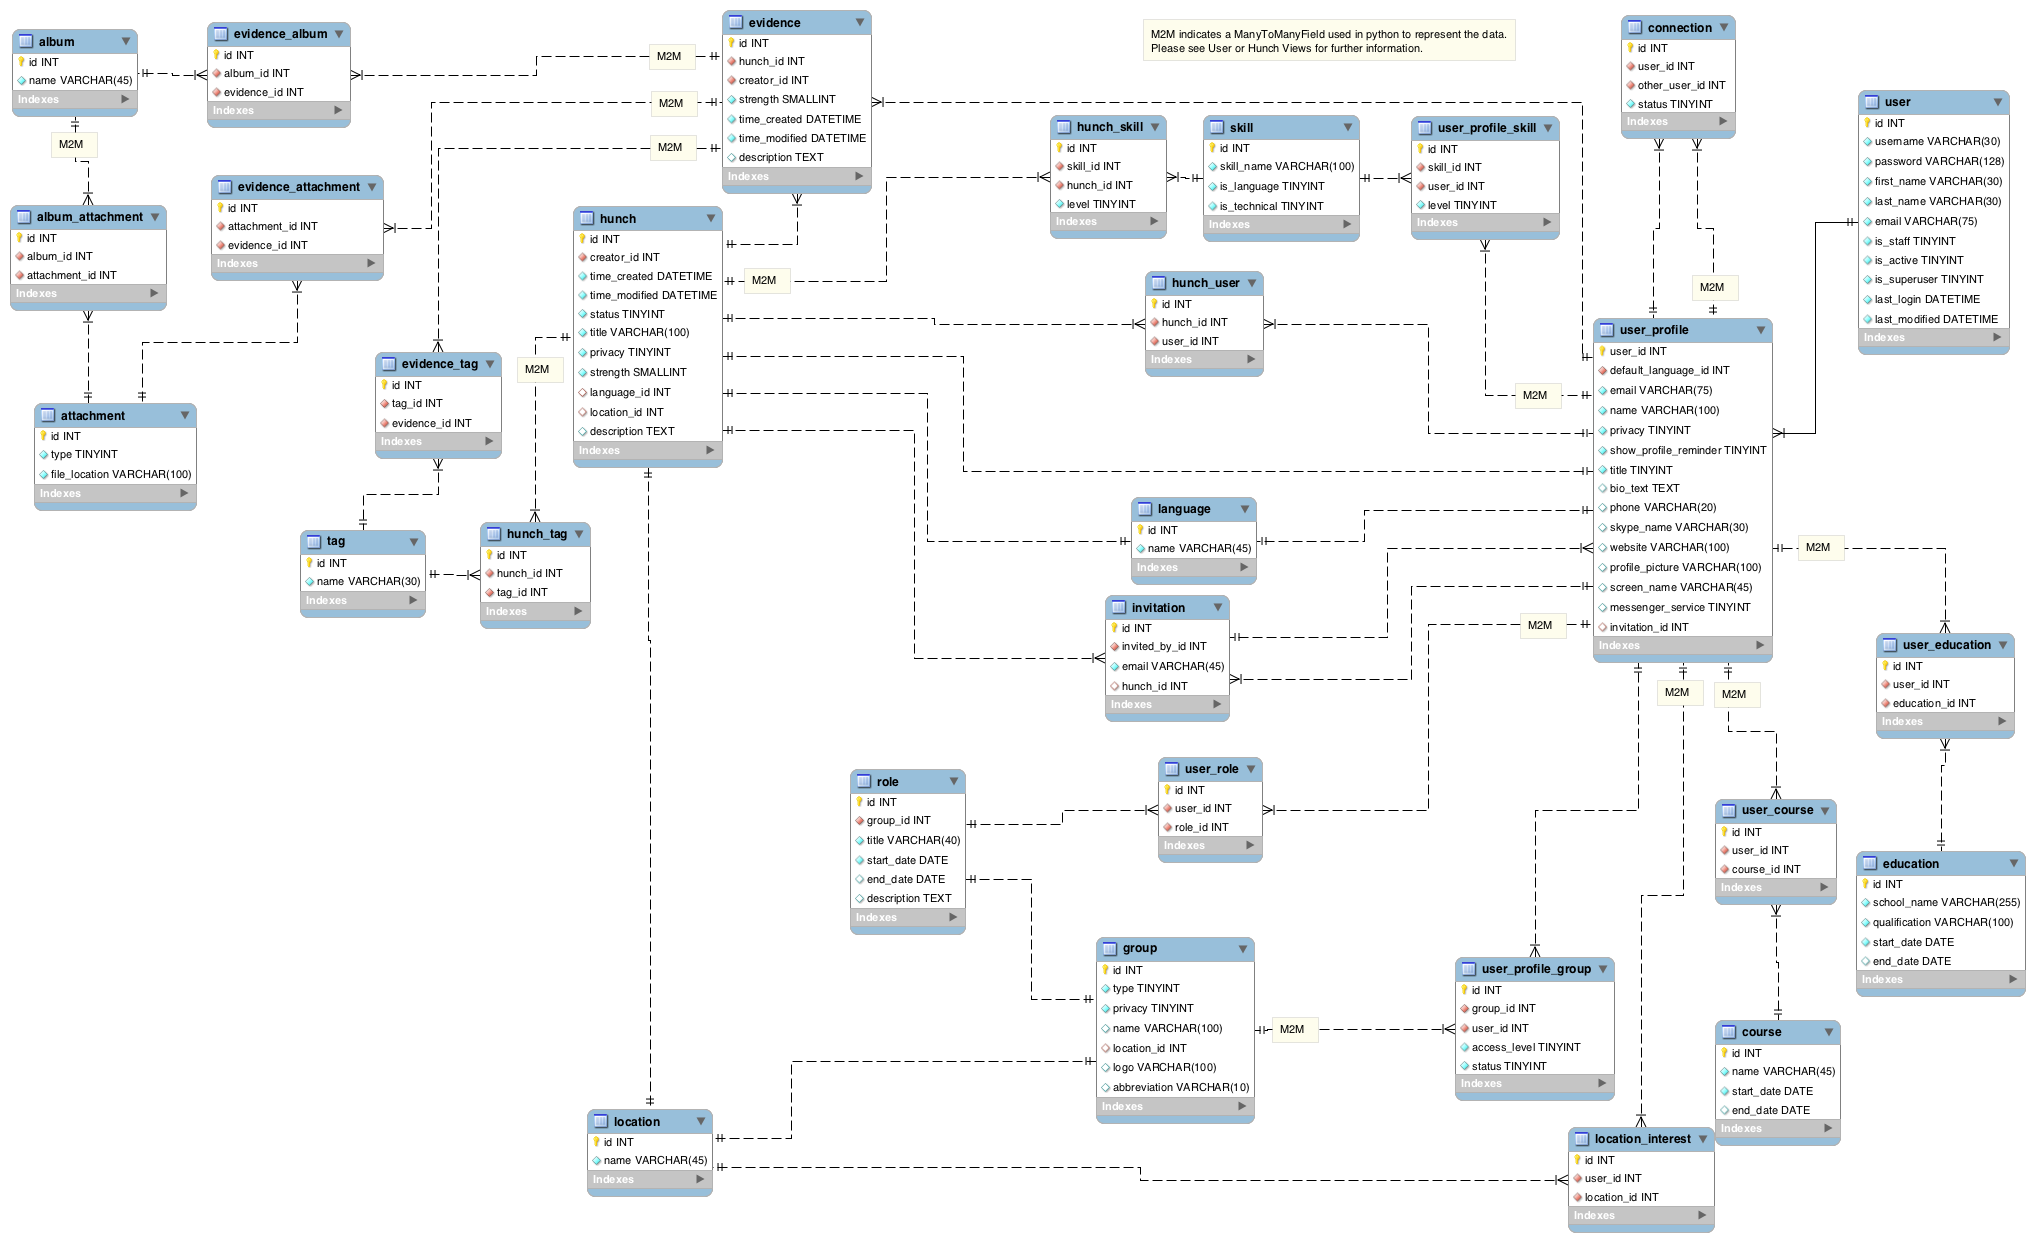 album
id INT
name VARCHAR(45)
Indexes
evidence_album
id INT
album_id INT
evidence_id INT
Indexes
M2M
M2M
M2M
evidence
id INT
hunch_id INT
creator_id INT
strength SMALLINT
time_created DATETIME
time_modified DATETIME
description TEXT
Indexes
M2M indicates a ManyToManyField used in python to represent the data.
Please see User or Hunch Views for further information.
connection
id INT
user_id INT
other_user_id INT
status TINYINT
Indexes
user
id INT
username VARCHAR(30)
password VARCHAR(128)
first_name VARCHAR(30)
last_name VARCHAR(30)
email VARCHAR(75)
is_staff TINYINT
is_active TINYINT
is_superuser TINYINT
last_login DATETIME
last_modified DATETIME
Indexes
M2M
album_attachment
id INT
album_id INT
attachment_id INT
Indexes
evidence_attachment
id INT
attachment_id INT
evidence_id INT
Indexes
hunch_skill
id INT
skill_id INT
hunch_id INT
level TINYINT
Indexes
skill
id INT
skill_name VARCHAR(100)
is_language TINYINT
is_technical TINYINT
Indexes
user_profile_skill
id INT
skill_id INT
user_id INT
level TINYINT
Indexes
hunch
id INT
creator_id INT
time_created DATETIME
time_modified DATETIME
status TINYINT
title VARCHAR(100)
privacy TINYINT
strength SMALLINT
language_id INT
location_id INT
description TEXT
Indexes
M2M
M2M
hunch_user
id INT
hunch_id INT
user_id INT
Indexes
M2M
M2M
user_profile
user_id INT
default_language_id INT
email VARCHAR(75)
name VARCHAR(100)
privacy TINYINT
show_profile_reminder TINYINT
title TINYINT
bio_text TEXT
phone VARCHAR(20)
skype_name VARCHAR(30)
website VARCHAR(100)
profile_picture VARCHAR(100)
screen_name VARCHAR(45)
messenger_service TINYINT
invitation_id INT
Indexes
evidence_tag
id INT
tag_id INT
evidence_id INT
Indexes
attachment
id INT
type TINYINT
file_location VARCHAR(100)
Indexes
tag
id INT
name VARCHAR(30)
Indexes
hunch_tag
id INT
hunch_id INT
tag_id INT
Indexes
language
id INT
name VARCHAR(45)
Indexes
invitation
id INT
invited_by_id INT
email VARCHAR(45)
hunch_id INT
Indexes
M2M
M2M
M2M
M2M
user_education
id INT
user_id INT
education_id INT
Indexes
role
id INT
group_id INT
title VARCHAR(40)
start_date DATE
end_date DATE
description TEXT
Indexes
user_role
id INT
user_id INT
role_id INT
Indexes
user_course
id INT
user_id INT
course_id INT
Indexes
education
id INT
school_name VARCHAR(255)
qualification VARCHAR(100)
start_date DATE
end_date DATE
Indexes
group
id INT
type TINYINT
privacy TINYINT
name VARCHAR(100)
location_id INT
logo VARCHAR(100)
abbreviation VARCHAR(10)
Indexes
M2M
user_profile_group
id INT
group_id INT
user_id INT
access_level TINYINT
status TINYINT
Indexes
course
id INT
name VARCHAR(45)
start_date DATE
end_date DATE
Indexes
location
id INT
name VARCHAR(45)
Indexes
location_interest
id INT
user_id INT
location_id INT
Indexes